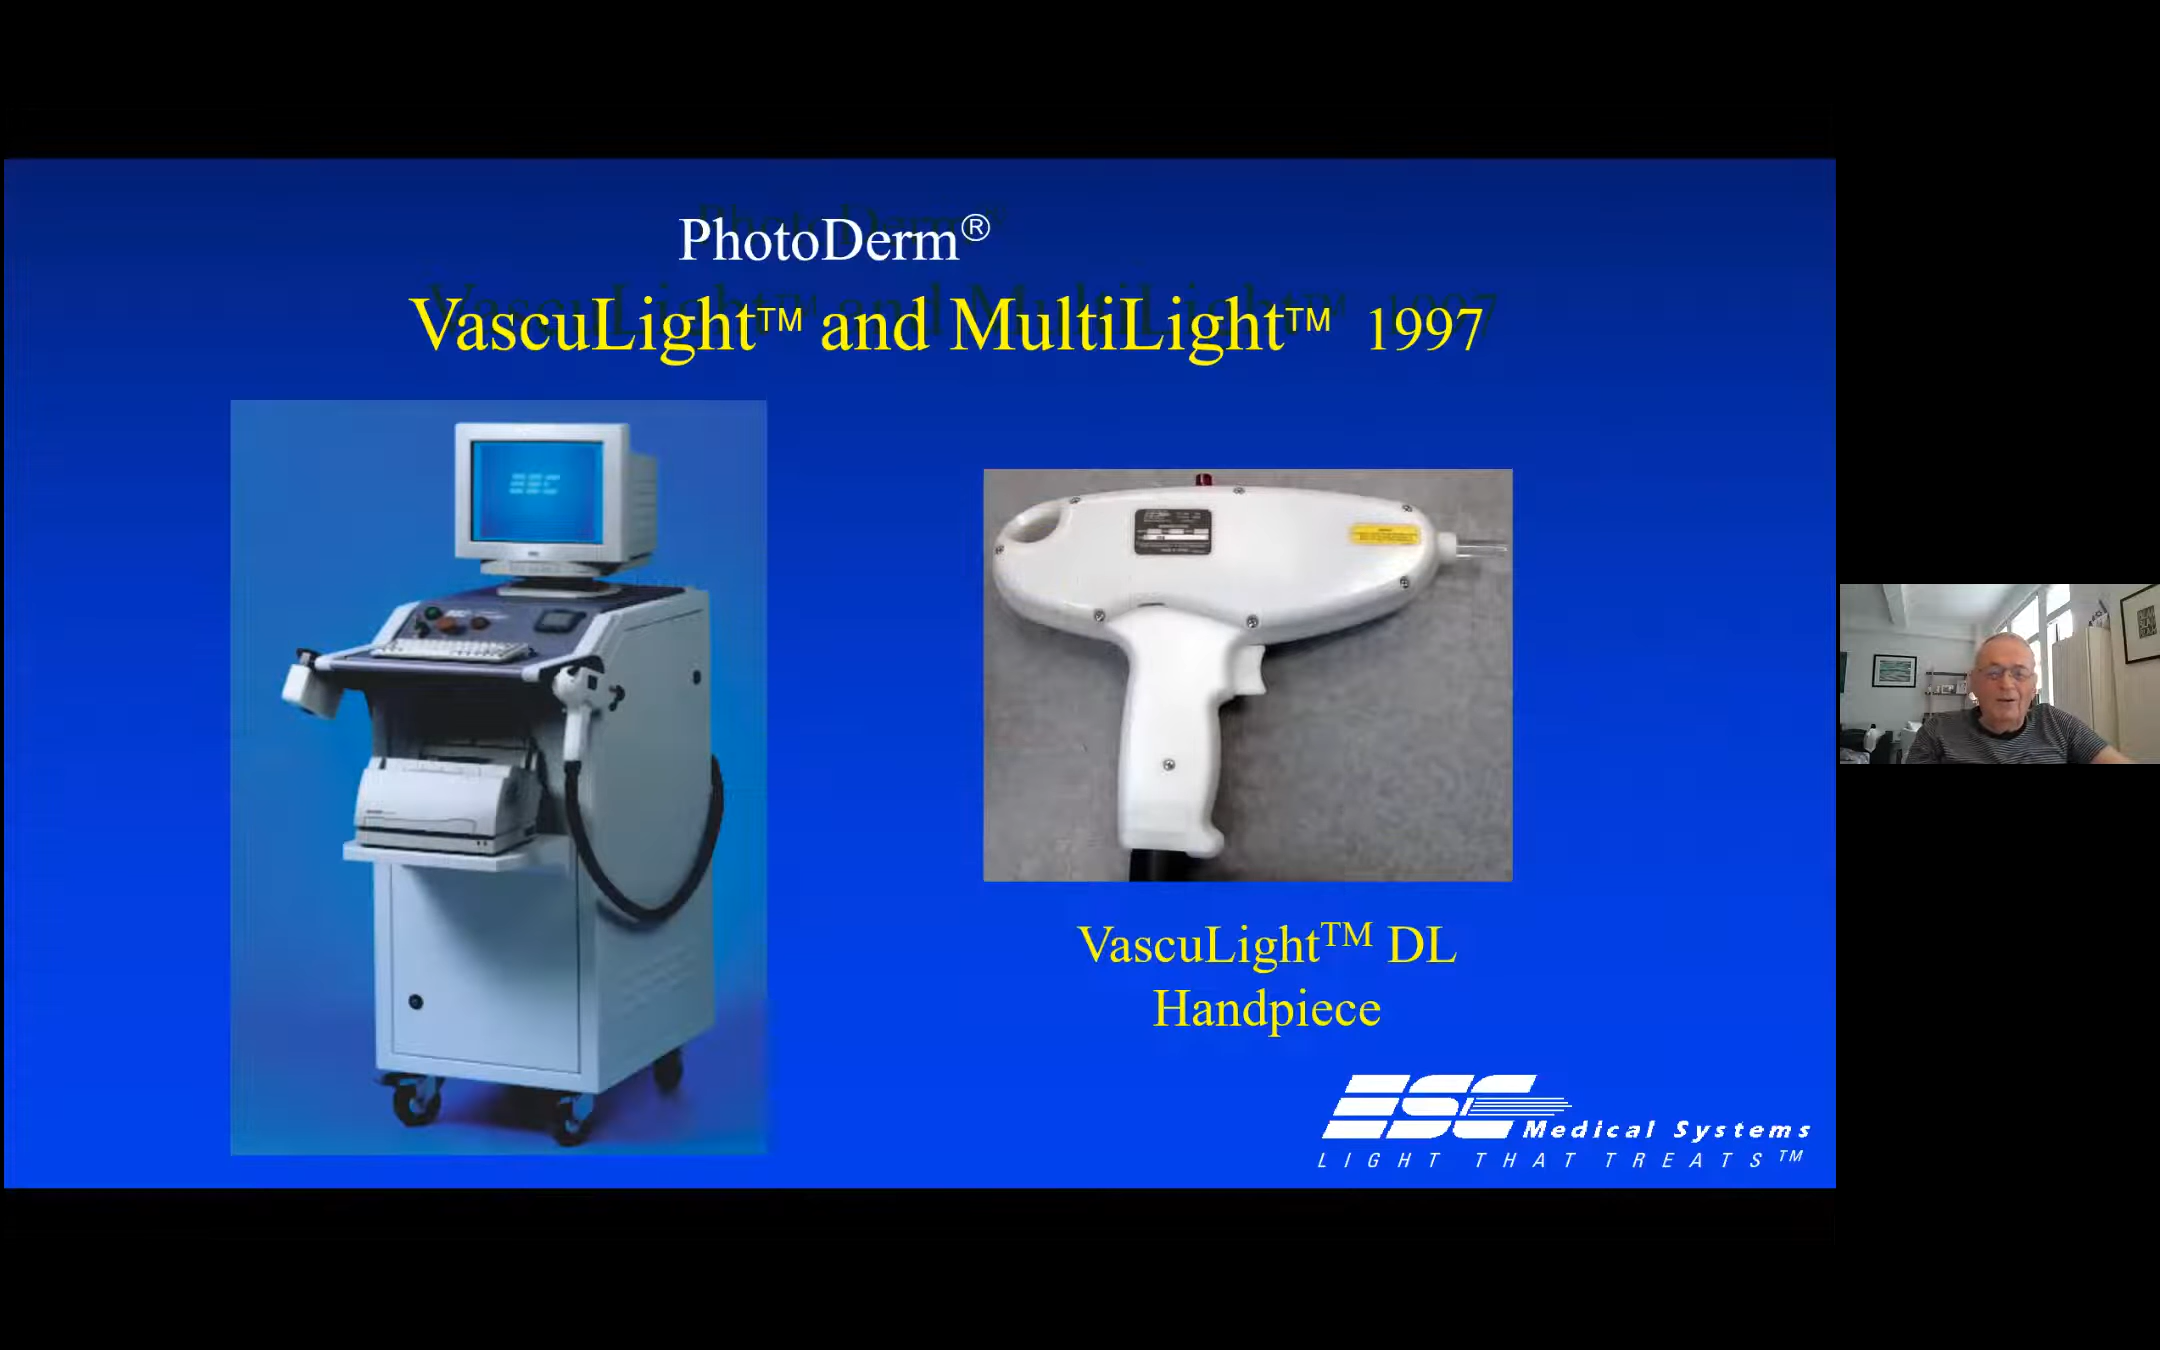 PhotoDerm®
VascuLight™ and MultiLight™ 1997
VascuLight™ DL
Handpiece
ESC Medical Systems
LIGHT THAT TREATS™